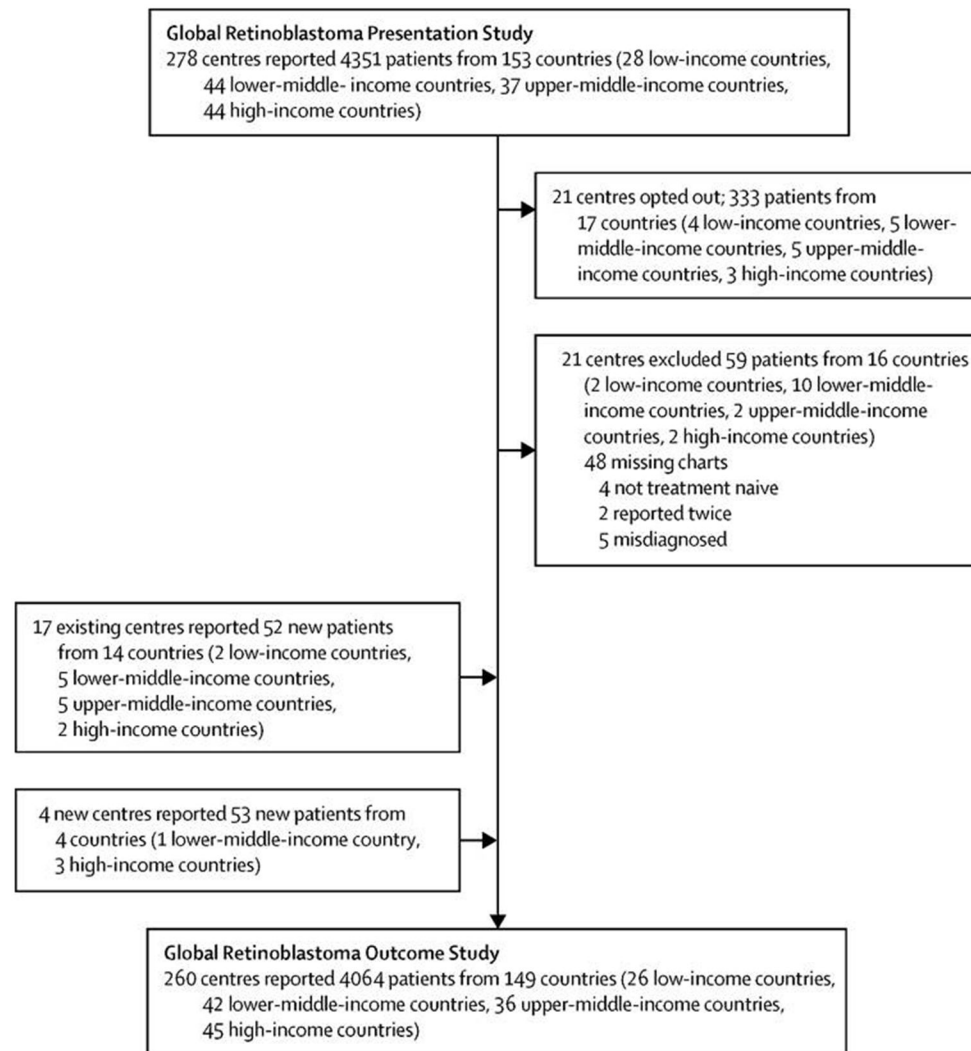 Global Retinoblastoma Presentation Study
278 centres reported 4351 patients from 153 countries (28 low-income countries,
44 lower-middle- income countries, 37 upper-middle-income countries,
44 high-income countries)
21 centres opted out; 333 patients from
17 countries (4 low-income countries, 5 lower-
middle-income countries, 5 upper-middle-
income countries, 3 high-income countries)
21 centres excluded 59 patients from 16 countries
(2 low-income countries, 10 lower-middle-
income countries, 2 upper-middle-income
countries, 2 high-income countries)
48 missing charts
4 not treatment naive
2 reported twice
5 misdiagnosed
17 existing centres reported 52 new patients
from 14 countries (2 low-income countries,
5 lower-middle-income countries,
5 upper-middle-income countries,
2 high-income countries)
4 new centres reported 53 new patients from
4 countries (1 lower-middle-income country,
3 high-income countries)
Global Retinoblastoma Outcome Study
260 centres reported 4064 patients from 149 countries (26 low-income countries,
42 lower-middle-income countries, 36 upper-middle-income countries,
45 high-income countries)